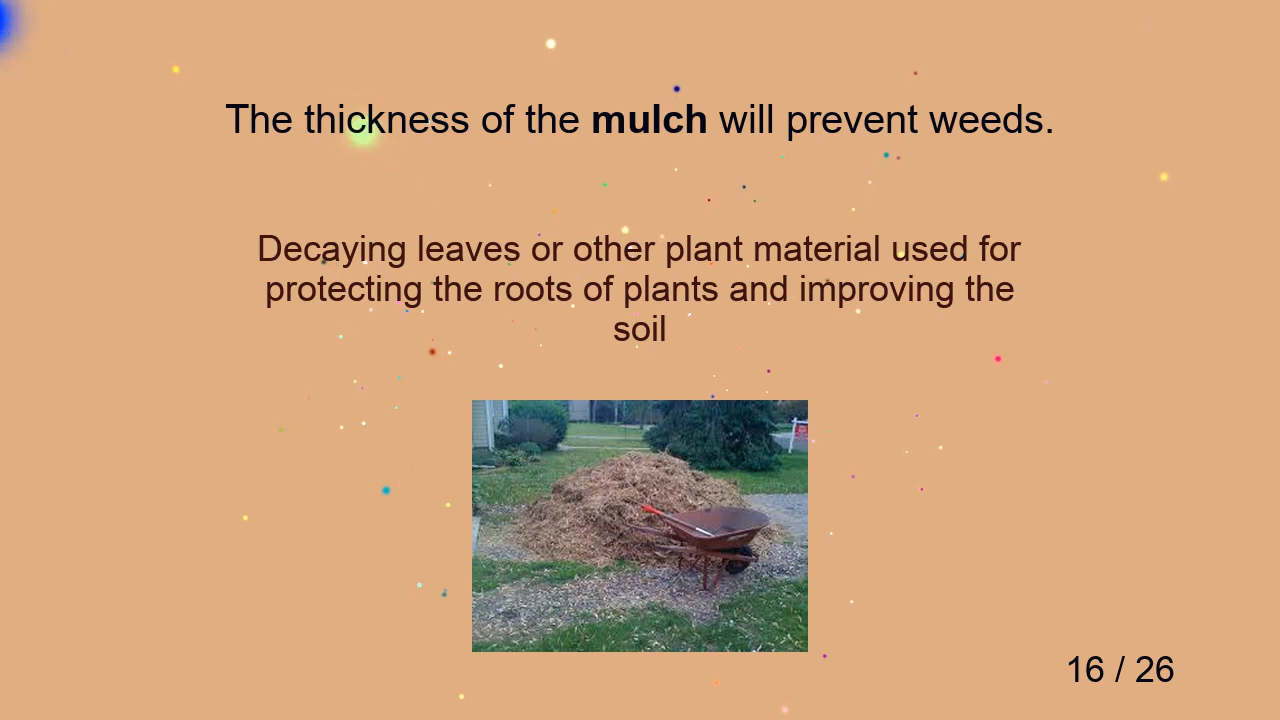 The thickness of the mulch will prevent weeds.
Decaying leaves or other plant material used for
protecting the roots of plants and improving the
soil
16 / 26